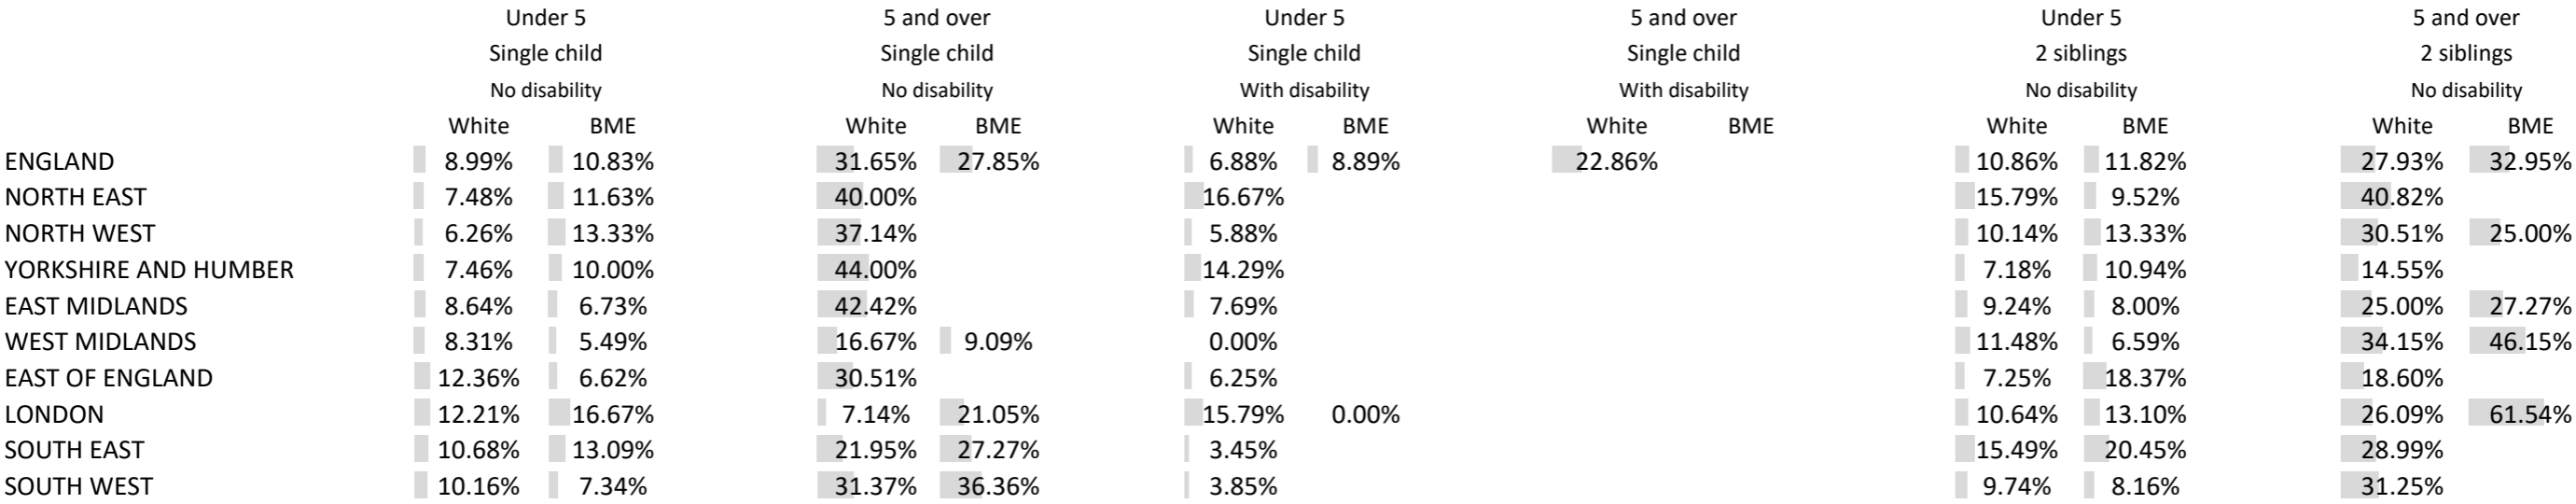 Under 5 5 and over Under 5 5 and over Under 5 5 and over
Single child Single child Single child Single child 2 siblings 2 siblings
No disability No disability With disability With disability No disability No disability
White BME White BME White BME White BME White BME White BME
ENGLAND 8.99% 10.83% 31.65% 27.85% 6.88% 8.89% 22.86% 10.86% 11.82% 27.93% 32.95%
NORTH EAST 7.48% 11.63% 40.00% 16.67% 15.79% 9.52% 40.82%
NORTH WEST 6.26% 13.33% 37.14% 5.88% 10.14% 13.33% 30.51% 25.00%
YORKSHIRE AND HUMBER 7.46% 10.00% 44.00% 14.29% 7.18% 10.94% 14.55%
EAST MIDLANDS 8.64% 6.73% 42.42% 7.69% 9.24% 8.00% 25.00% 27.27%
WEST MIDLANDS 8.31% 5.49% 16.67% 9.09% 0.00% 11.48% 6.59% 34.15% 46.15%
EAST OF ENGLAND 12.36% 6.62% 30.51% 6.25% 7.25% 18.37% 18.60%
LONDON 12.21% 16.67% 7.14% 21.05% 15.79% 0.00% 10.64% 13.10% 26.09% 61.54%
SOUTH EAST 10.68% 13.09% 21.95% 27.27% 3.45% 15.49% 20.45% 28.99%
SOUTH WEST 10.16% 7.34% 31.37% 36.36% 3.85% 9.74% 8.16% 31.25%